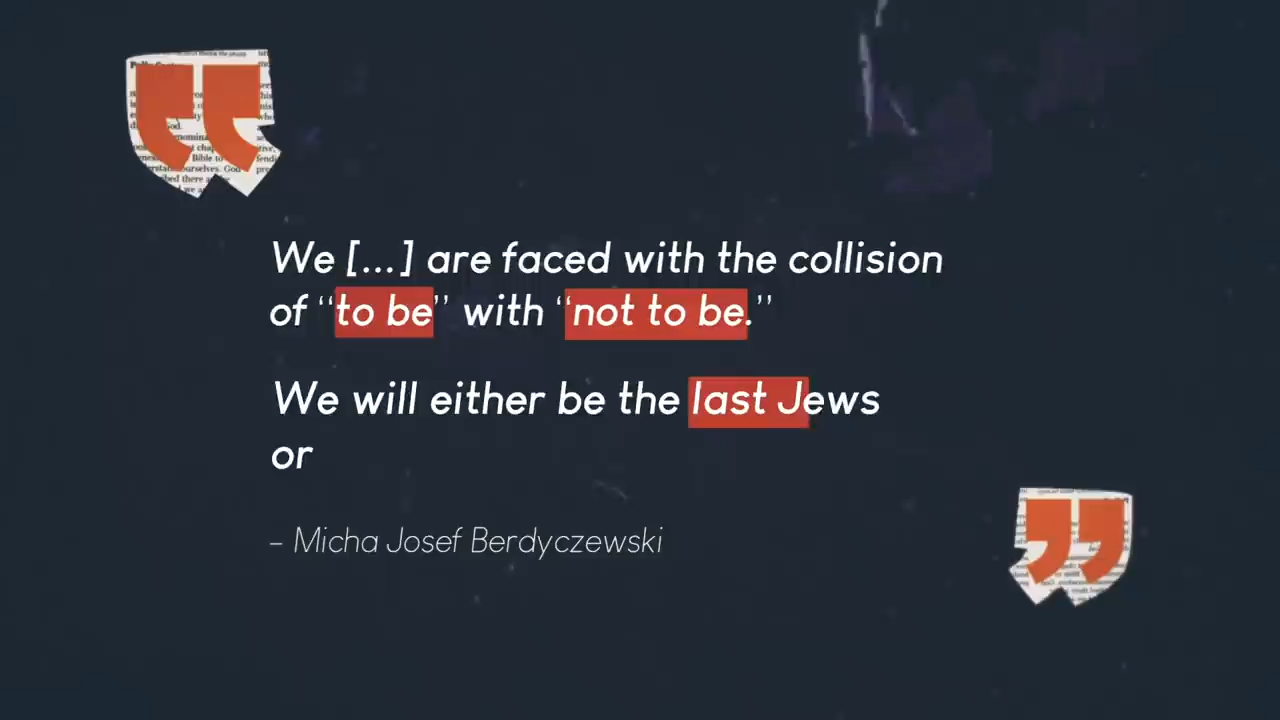 We [...] are faced with the collision
of “to be” with “not to be.”
We will either be the last Jews
or
– Micha Josef Berdyczewski